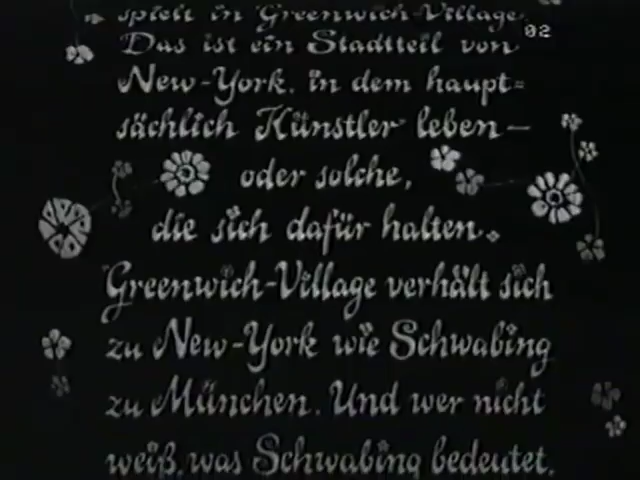 spielt in Greenwich-Village.
02
Das ist ein Stadtteil von
New-York, in dem haupt=
sächlich Künstler leben —
oder solche,
die sich dafür halten.
Greenwich-Village verhält sich
zu New-York wie Schwabing
zu München. Und wer nicht
weiß, was Schwabing bedeutet,